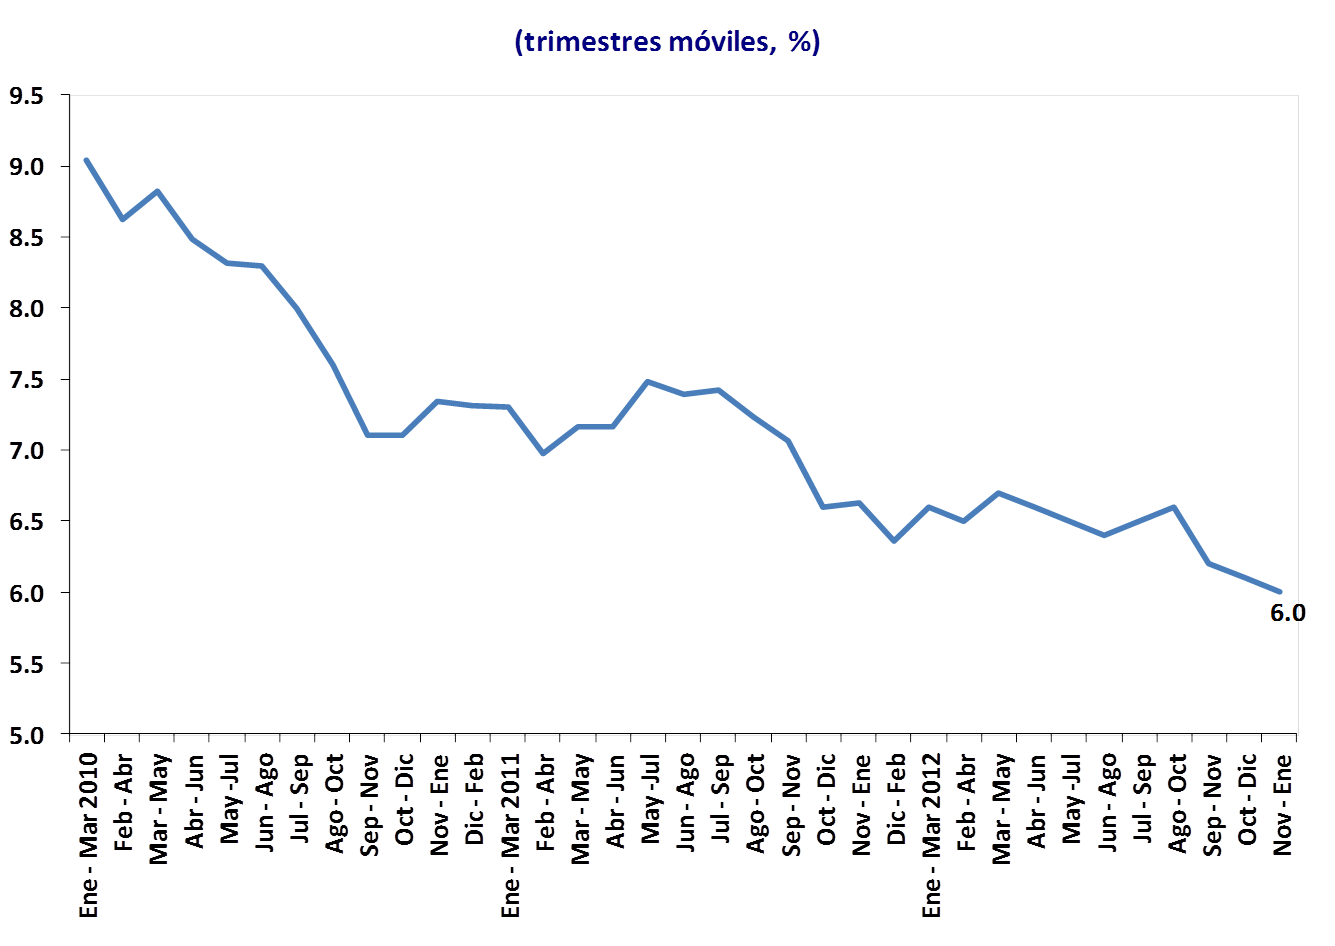 (trimestres móviles, %)
9.5
9.0
8.5
8.0
7.5
7.0
6.5
6.0
5.5
5.0
6.0
Ene - Mar 2010
Feb - Abr
Mar - May
Abr - Jun
May -Jul
Jun - Ago
Jul - Sep
Ago - Oct
Sep - Nov
Oct - Dic
Nov - Ene
Dic - Feb
Ene - Mar 2011
Feb - Abr
Mar - May
Abr - Jun
May -Jul
Jun - Ago
Jul - Sep
Ago - Oct
Sep - Nov
Oct - Dic
Nov - Ene
Dic - Feb
Ene - Mar 2012
Feb - Abr
Mar - May
Abr - Jun
May -Jul
Jun - Ago
Jul - Sep
Ago - Oct
Sep - Nov
Oct - Dic
Nov - Ene